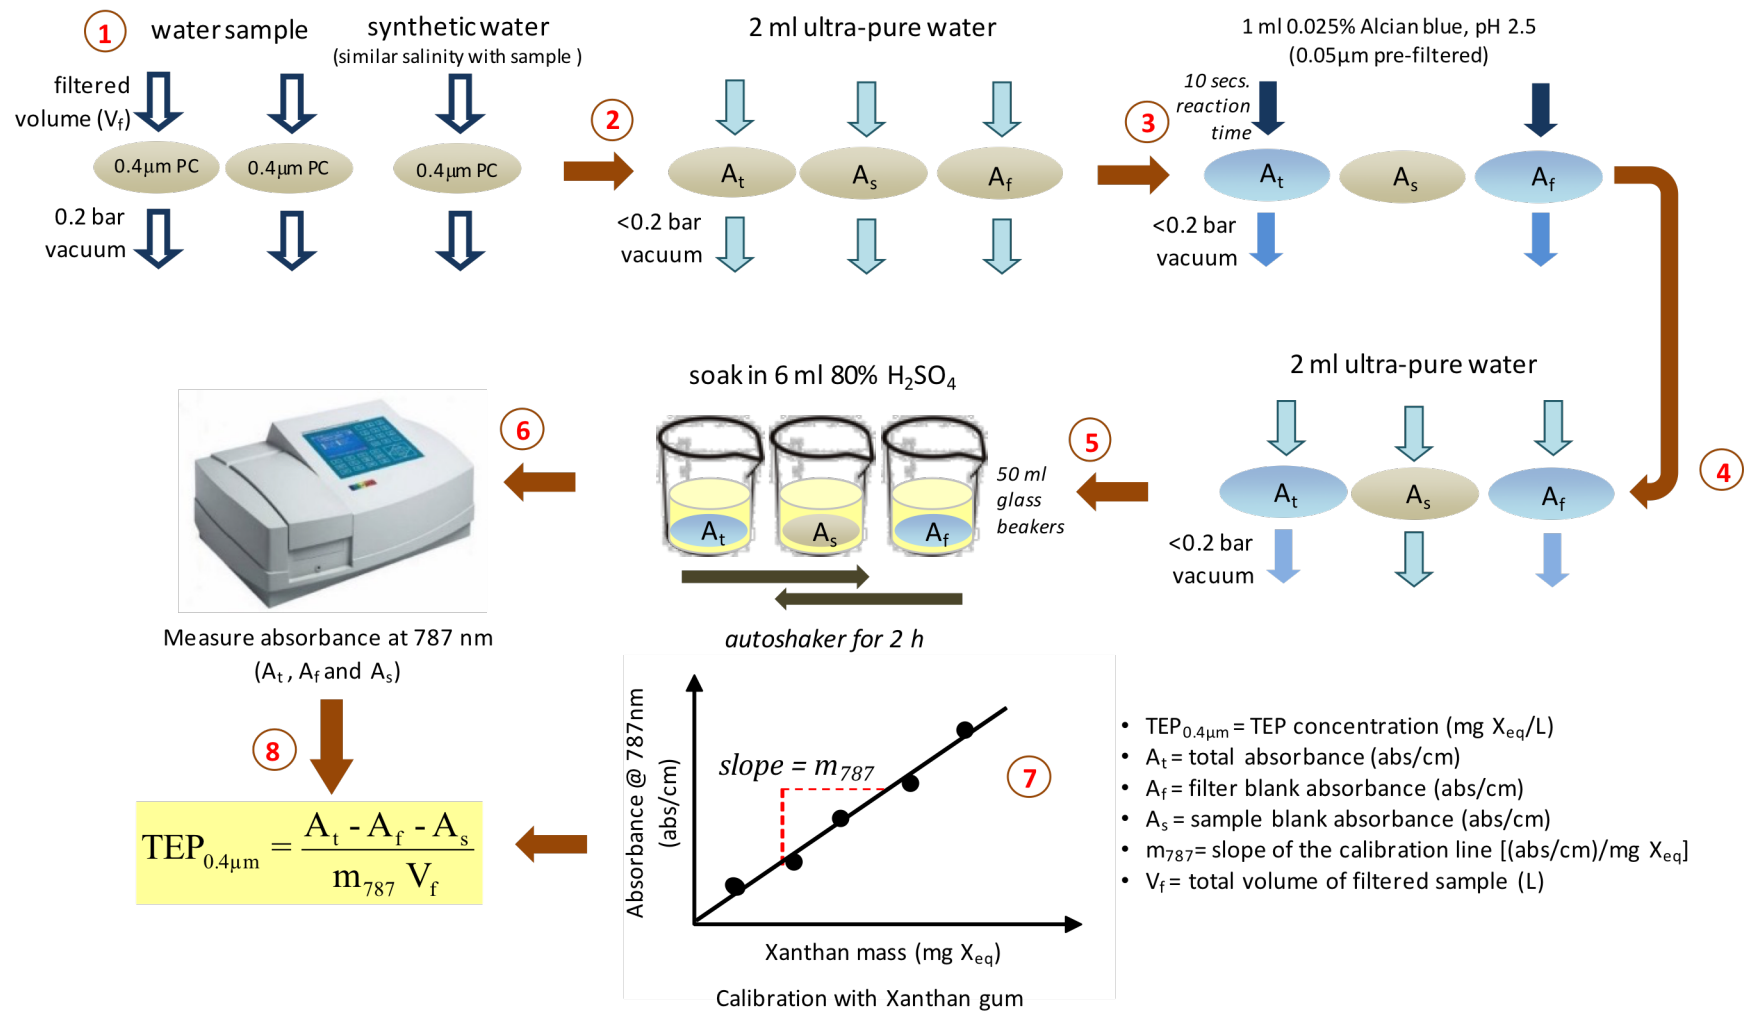 1
water sample
synthetic water
(similar salinity with sample )
filtered
volume (Vf)
0.4µm PC
0.4µm PC
0.4µm PC
0.2 bar
vacuum
2
2 ml ultra-pure water
At
As
Af
<0.2 bar
vacuum
3
1 ml 0.025% Alcian blue, pH 2.5
(0.05µm pre-filtered)
10 secs.
reaction
time
At
As
Af
<0.2 bar
vacuum
4
2 ml ultra-pure water
At
As
Af
<0.2 bar
vacuum
5
soak in 6 ml 80% H2SO4
At
As
Af
50 ml
glass
beakers
autoshaker for 2 h
6
Measure absorbance at 787 nm
(At , Af and As)
8
TEP0.4µm = (At - Af - As) / (m787 Vf)
7
Absorbance @ 787nm
(abs/cm)
slope = m787
Xanthan mass (mg Xeq)
Calibration with Xanthan gum
• TEP0.4µm = TEP concentration (mg Xeq/L)
• At = total absorbance (abs/cm)
• Af = filter blank absorbance (abs/cm)
• As = sample blank absorbance (abs/cm)
• m787= slope of the calibration line [(abs/cm)/mg Xeq]
• Vf = total volume of filtered sample (L)